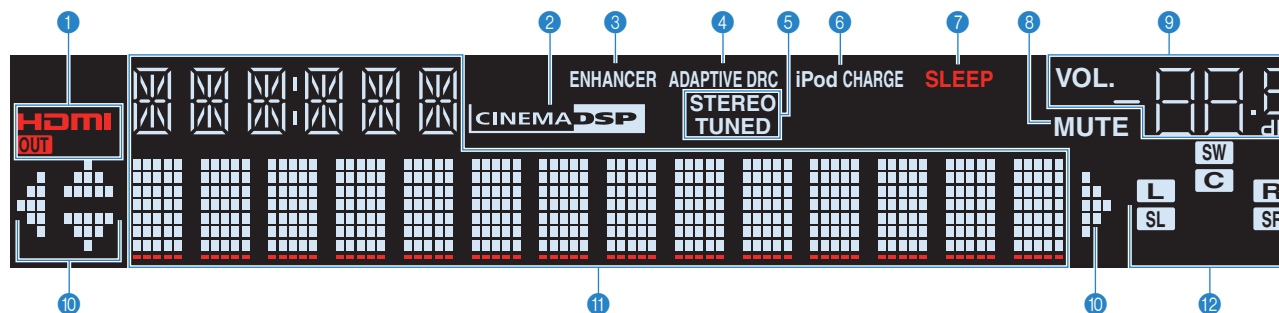 1 2 3 4 5 6 7 8 9
ENHANCER ADAPTIVE DRC iPod CHARGE SLEEP VOL.
HDMI
OUT
CINEMA DSP
STEREO
TUNED
MUTE
SW
C
L
SL
10 11 10 12